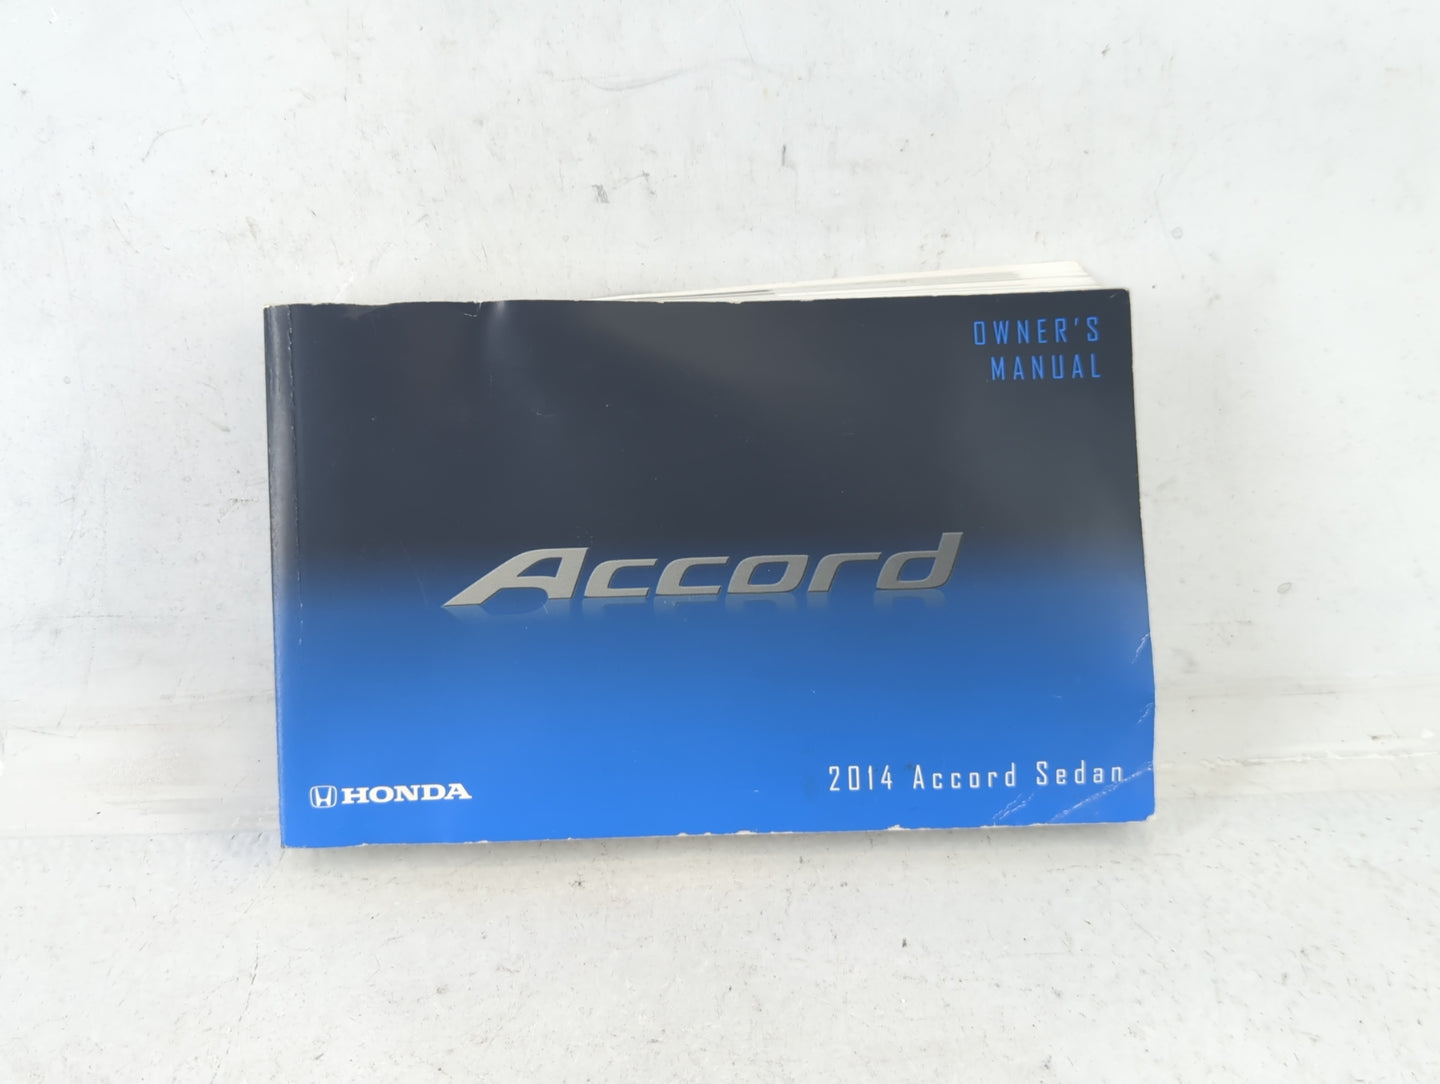 OWNER'S
MANUAL
Accord
HONDA
2014 Accord Sedan